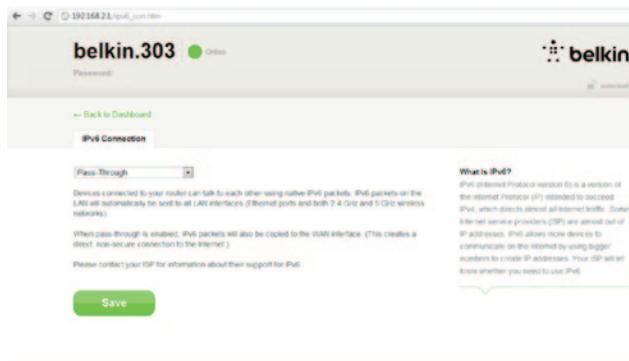 192.168.2.1/ipv6_con.htm
belkin.303 Online
belkin
Password:
← Back to Dashboard
IPv6 Connection
Pass-Through
Devices connected to your router can talk to each other using native IPv6 packets. IPv6 packets on the
LAN will automatically be sent to all LAN interfaces (Ethernet ports and both 2.4 GHz and 5 GHz wireless
networks).
When pass-through is enabled, IPv6 packets will also be copied to the WAN interface. (This creates a
direct, non-secure connection to the Internet.)
Please contact your ISP for information about their support for IPv6.
Save
What is IPv6?
IPv6 (Internet Protocol version 6) is a version of
the Internet Protocol (IP) intended to succeed
IPv4, which directs almost all Internet traffic. Some
Internet service providers (ISP) are almost out of
IP addresses. IPv6 allows more devices to
communicate on the Internet by using bigger
numbers to create IP addresses. Your ISP will let
know whether you need to use IPv6.